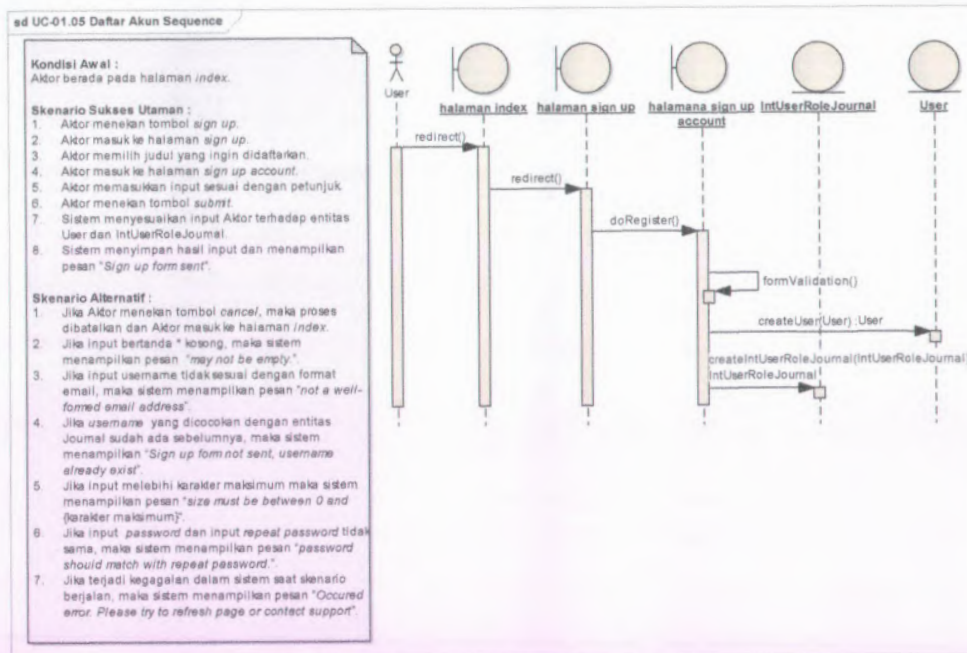 sd UC-01.05 Daftar Akun Sequence
Kondisi Awal :
Aktor berada pada halaman index.
Skenario Sukses Utaman :
1. Aktor menekan tombol sign up.
2. Aktor masuk ke halaman sign up.
3. Aktor memilih judul yang ingin didaftarkan.
4. Aktor masuk ke halaman sign up account.
5. Aktor memasukkan input sesuai dengan petunjuk.
6. Aktor menekan tombol submit.
7. Sistem menyesuaikan input Aktor terhadap entitas
User dan IntUserRoleJournal.
8. Sistem menyimpan hasil input dan menampilkan
pesan "Sign up form sent".
Skenario Alternatif :
1. Jika Aktor menekan tombol cancel, maka proses
dibatalkan dan Aktor masuk ke halaman Index.
2. Jika input bertanda * kosong, maka sistem
menampilkan pesan "may not be empty.".
3. Jika input username tidak sesuai dengan format
email, maka sistem menampilkan pesan "not a well-
formed email address".
4. Jika username yang dicocokan dengan entitas
Journal sudah ada sebelumnya, maka sistem
menampilkan "Sign up form not sent, username
already exist".
5. Jika input melebihi karakter maksimum maka sistem
menampilkan pesan "size must be between 0 and
{karakter maksimum}".
6. Jika input password dan input repeat password tidak
sama, maka sistem menampilkan pesan "password
should match with repeat password.".
7. Jika terjadi kegagalan dalam sistem saat skenario
berjalan, maka sistem menampilkan pesan "Occured
error. Please try to refresh page or contact support".
User
halaman index
halaman sign up
halamana sign up
account
IntUserRoleJournal
User
redirect()
redirect()
doRegister()
formValidation()
createUser(User) :User
createIntUserRoleJournal(IntUserRoleJournal)
IntUserRoleJournal